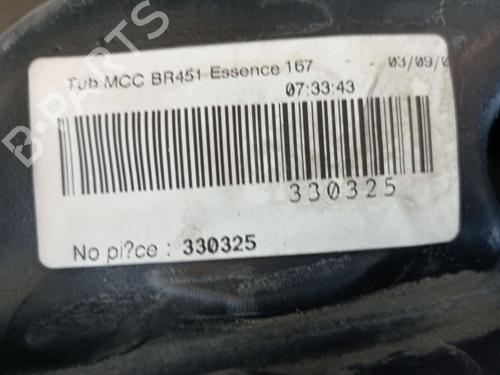 Tub MCC BR451 Essence 167 - 03/09/0
07:33:43
330325
No pi?ce : 330325
B-PARTS